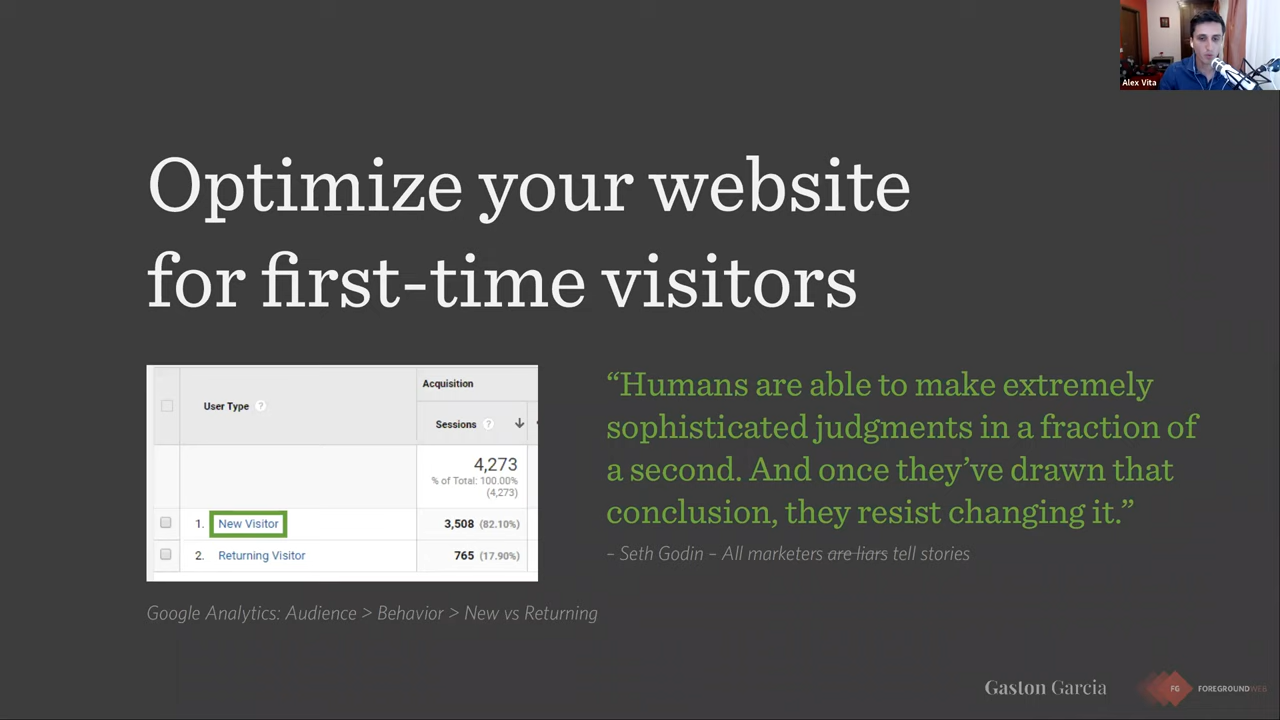 Alex Vita
Optimize your website
for first-time visitors
User Type ?
Acquisition
Sessions ?
4,273
% of Total: 100.00%
(4,273)
1. New Visitor 3,508 (82.10%)
2. Returning Visitor 765 (17.90%)
“Humans are able to make extremely
sophisticated judgments in a fraction of
a second. And once they’ve drawn that
conclusion, they resist changing it.”
– Seth Godin – All marketers are liars tell stories
Google Analytics: Audience > Behavior > New vs Returning
Gaston Garcia
FG FOREGROUNDWEB